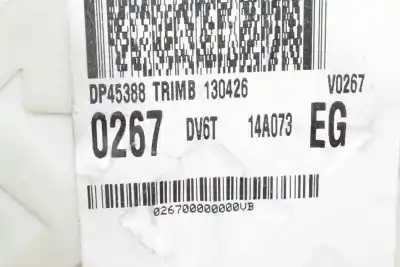 DP45388 TRIMB 130426 V0267
0267 DV6T 14A073 EG
026700000000VB